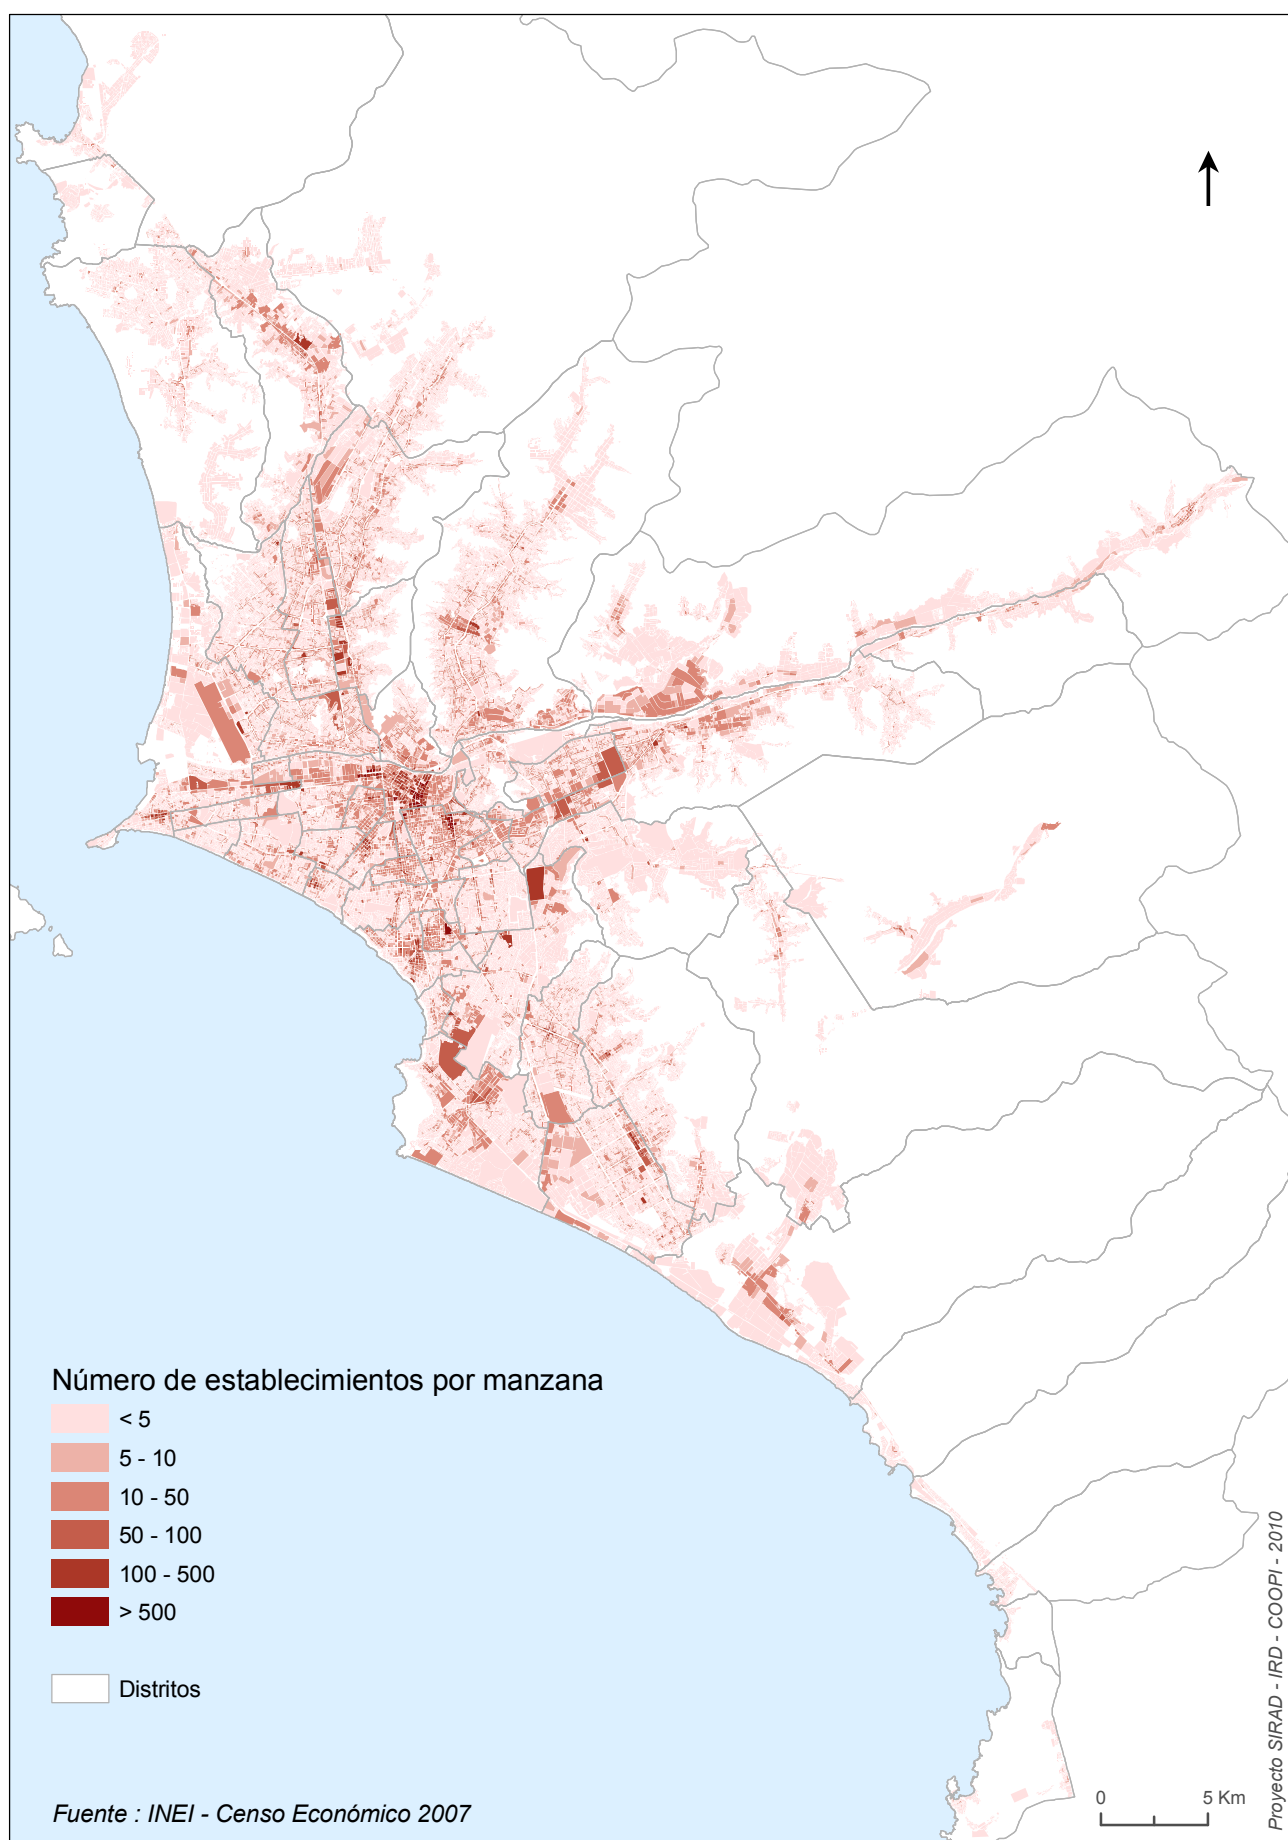 Número de establecimientos por manzana
< 5
5 - 10
10 - 50
50 - 100
100 - 500
> 500
Distritos
Fuente : INEI - Censo Económico 2007
0 5 Km
Proyecto SIRAD - IRD - COOPI - 2010